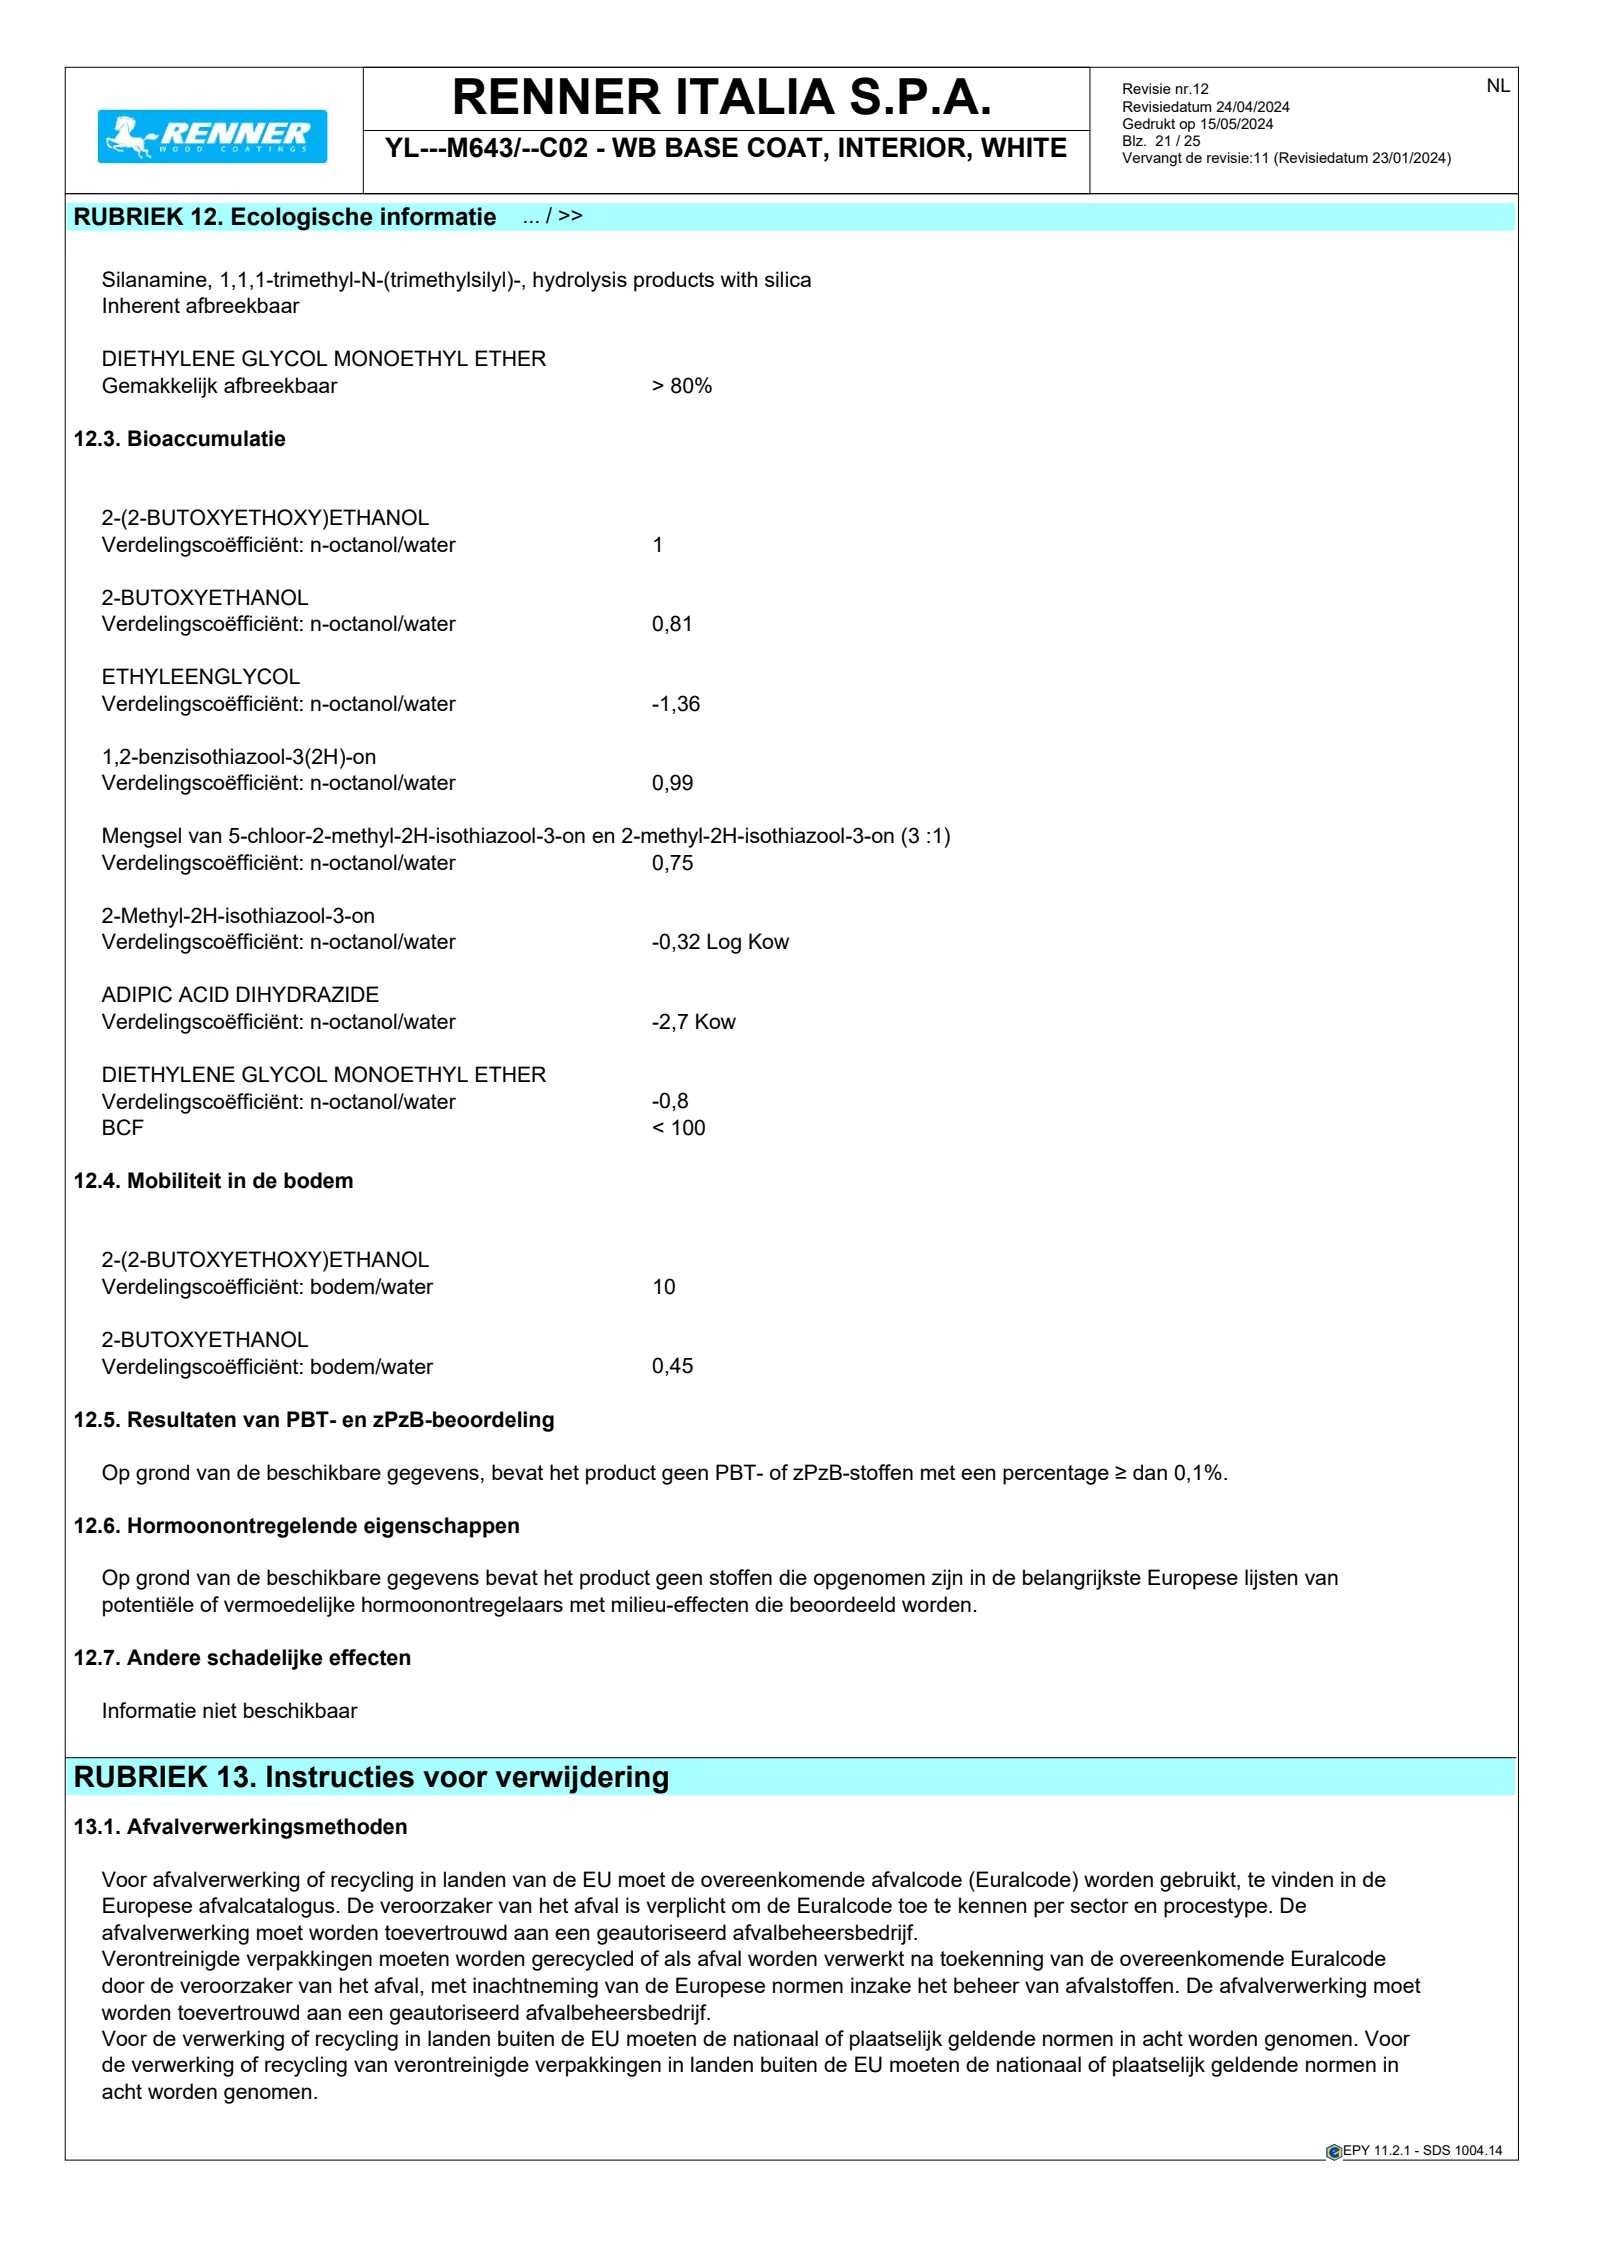 RENNER
WOOD COATINGS
RENNER ITALIA S.P.A.
YL---M643/--C02 - WB BASE COAT, INTERIOR, WHITE
NL
Revisie nr.12
Revisiedatum 24/04/2024
Gedrukt op 15/05/2024
Blz. 21 / 25
Vervangt de revisie:11 (Revisiedatum 23/01/2024)
RUBRIEK 12. Ecologische informatie ... / >>
Silanamine, 1,1,1-trimethyl-N-(trimethylsilyl)-, hydrolysis products with silica
Inherent afbreekbaar
DIETHYLENE GLYCOL MONOETHYL ETHER
Gemakkelijk afbreekbaar > 80%
12.3. Bioaccumulatie
2-(2-BUTOXYETHOXY)ETHANOL
Verdelingscoëfficiënt: n-octanol/water 1
2-BUTOXYETHANOL
Verdelingscoëfficiënt: n-octanol/water 0,81
ETHYLEENGLYCOL
Verdelingscoëfficiënt: n-octanol/water -1,36
1,2-benzisothiazool-3(2H)-on
Verdelingscoëfficiënt: n-octanol/water 0,99
Mengsel van 5-chloor-2-methyl-2H-isothiazool-3-on en 2-methyl-2H-isothiazool-3-on (3 :1)
Verdelingscoëfficiënt: n-octanol/water 0,75
2-Methyl-2H-isothiazool-3-on
Verdelingscoëfficiënt: n-octanol/water -0,32 Log Kow
ADIPIC ACID DIHYDRAZIDE
Verdelingscoëfficiënt: n-octanol/water -2,7 Kow
DIETHYLENE GLYCOL MONOETHYL ETHER
Verdelingscoëfficiënt: n-octanol/water -0,8
BCF < 100
12.4. Mobiliteit in de bodem
2-(2-BUTOXYETHOXY)ETHANOL
Verdelingscoëfficiënt: bodem/water 10
2-BUTOXYETHANOL
Verdelingscoëfficiënt: bodem/water 0,45
12.5. Resultaten van PBT- en zPzB-beoordeling
Op grond van de beschikbare gegevens, bevat het product geen PBT- of zPzB-stoffen met een percentage ≥ dan 0,1%.
12.6. Hormoonontregelende eigenschappen
Op grond van de beschikbare gegevens bevat het product geen stoffen die opgenomen zijn in de belangrijkste Europese lijsten van
potentiële of vermoedelijke hormoonontregelaars met milieu-effecten die beoordeeld worden.
12.7. Andere schadelijke effecten
Informatie niet beschikbaar
RUBRIEK 13. Instructies voor verwijdering
13.1. Afvalverwerkingsmethoden
Voor afvalverwerking of recycling in landen van de EU moet de overeenkomende afvalcode (Euralcode) worden gebruikt, te vinden in de
Europese afvalcatalogus. De veroorzaker van het afval is verplicht om de Euralcode toe te kennen per sector en procestype. De
afvalverwerking moet worden toevertrouwd aan een geautoriseerd afvalbeheersbedrijf.
Verontreinigde verpakkingen moeten worden gerecycled of als afval worden verwerkt na toekenning van de overeenkomende Euralcode
door de veroorzaker van het afval, met inachtneming van de Europese normen inzake het beheer van afvalstoffen. De afvalverwerking moet
worden toevertrouwd aan een geautoriseerd afvalbeheersbedrijf.
Voor de verwerking of recycling in landen buiten de EU moeten de nationaal of plaatselijk geldende normen in acht worden genomen. Voor
de verwerking of recycling van verontreinigde verpakkingen in landen buiten de EU moeten de nationaal of plaatselijk geldende normen in
acht worden genomen.
EPY 11.2.1 - SDS 1004.14